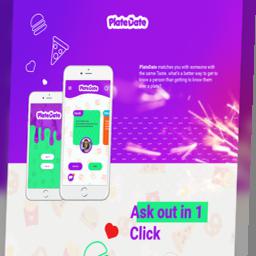 PlateDate
PlateDate matches you with someone with
the same Taste. what's a better way to get to
know a person than getting to know them
over a plate?
PlateDate
PlateDate
Ask out in 1
Click